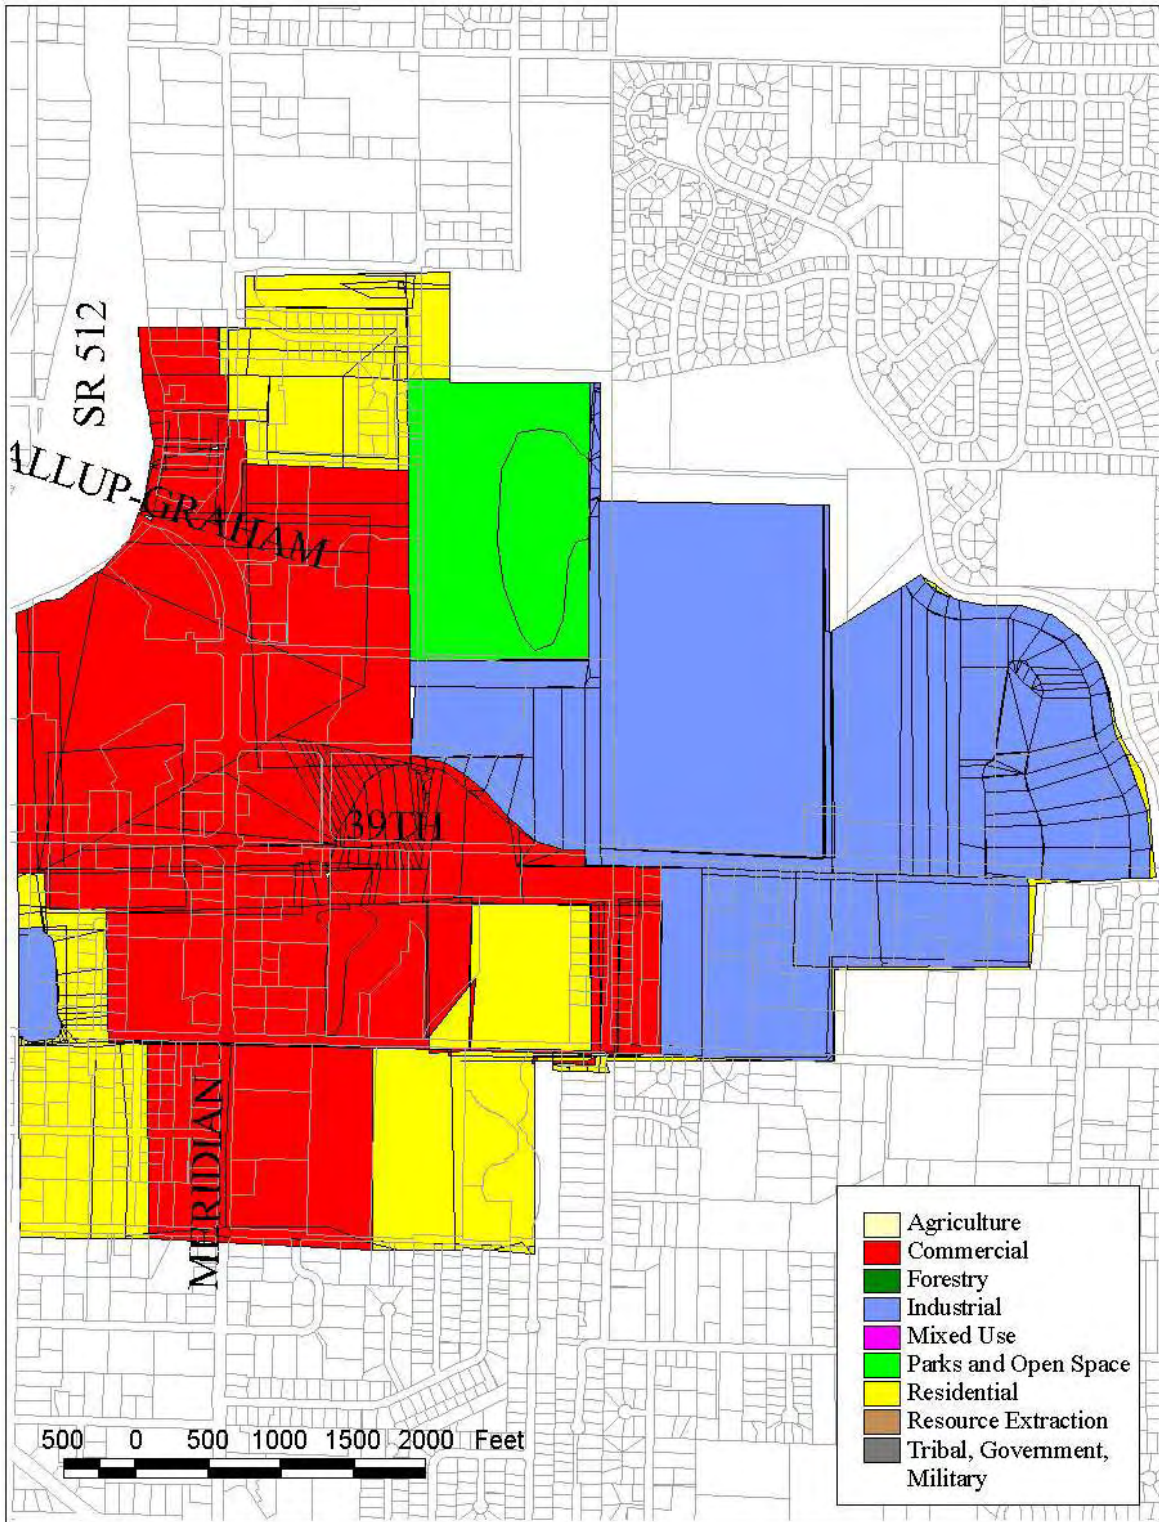 SR 512
ALLUP-GRAHAM
39TH
MERIDIAN
Agriculture
Commercial
Forestry
Industrial
Mixed Use
Parks and Open Space
Residential
Resource Extraction
Tribal, Government,
Military
500 0 500 1000 1500 2000 Feet